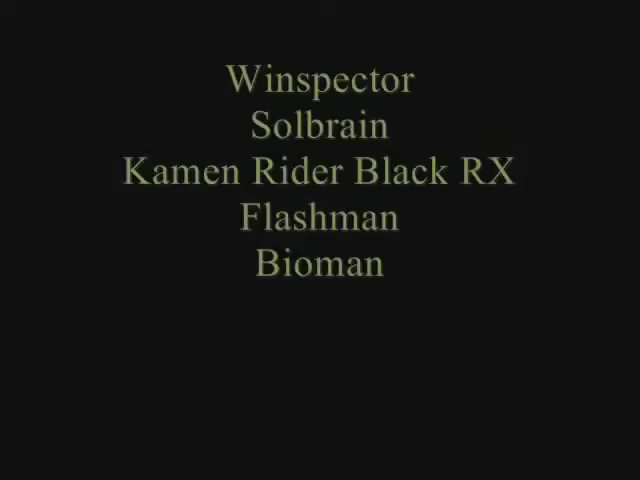 Winspector
Solbrain
Kamen Rider Black RX
Flashman
Bioman